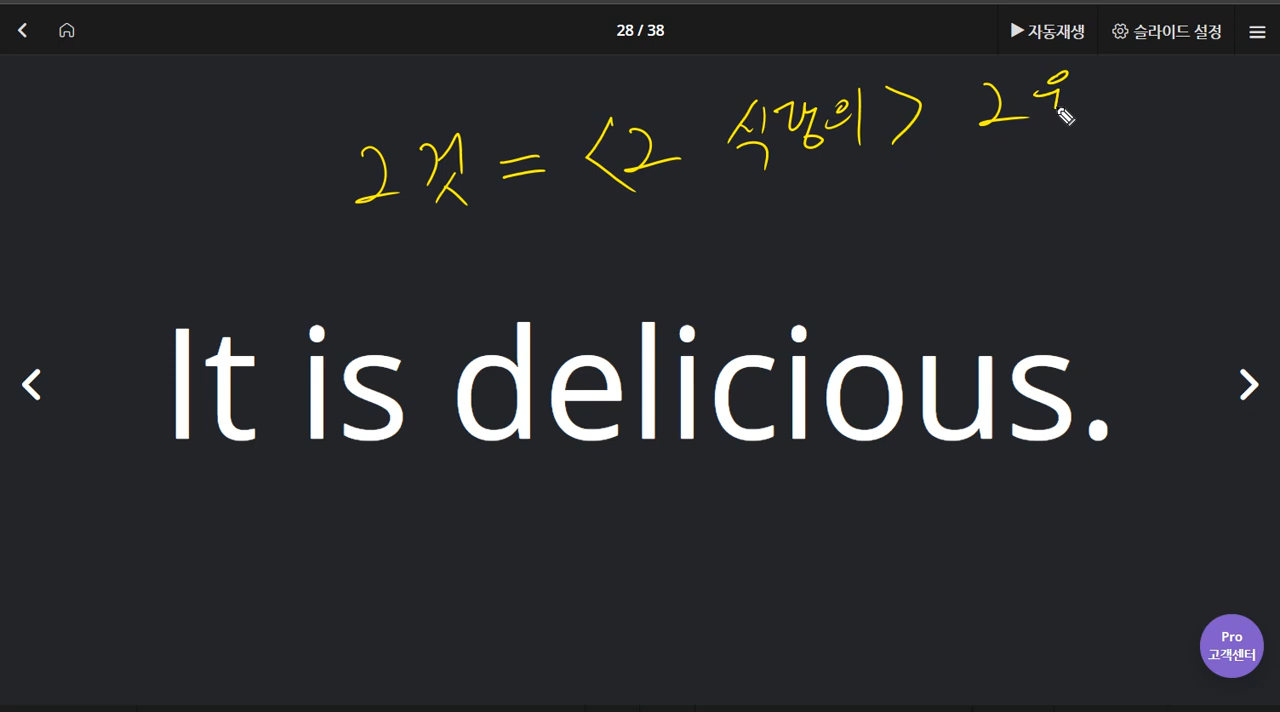 28 / 38
자동재생
슬라이드 설정
그것 = <그 식당의> 그 우
It is delicious.
Pro
고객센터